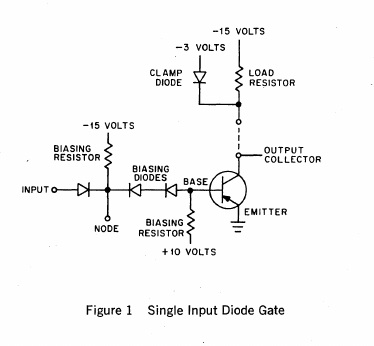 -15 VOLTS
-3 VOLTS
CLAMP
DIODE
LOAD
RESISTOR
-15 VOLTS
BIASING
RESISTOR
BIASING
DIODES
OUTPUT
COLLECTOR
INPUT
BASE
NODE
BIASING
RESISTOR
EMITTER
+10 VOLTS
Figure 1 Single Input Diode Gate